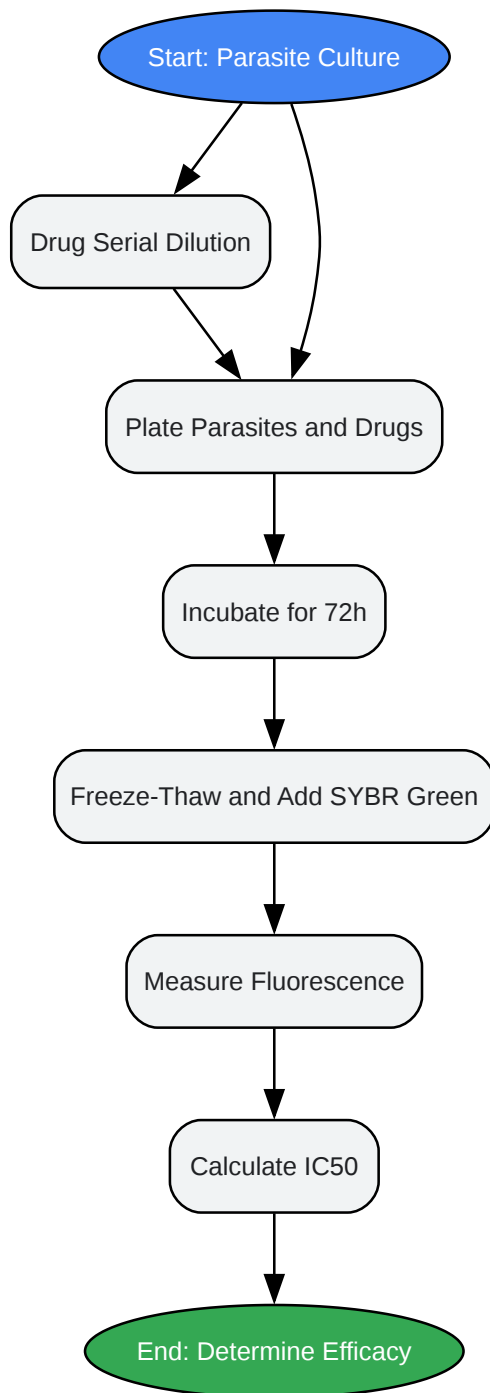 Start: Parasite Culture
Drug Serial Dilution
Plate Parasites and Drugs
Incubate for 72h
Freeze-Thaw and Add SYBR Green
Measure Fluorescence
Calculate IC50
End: Determine Efficacy